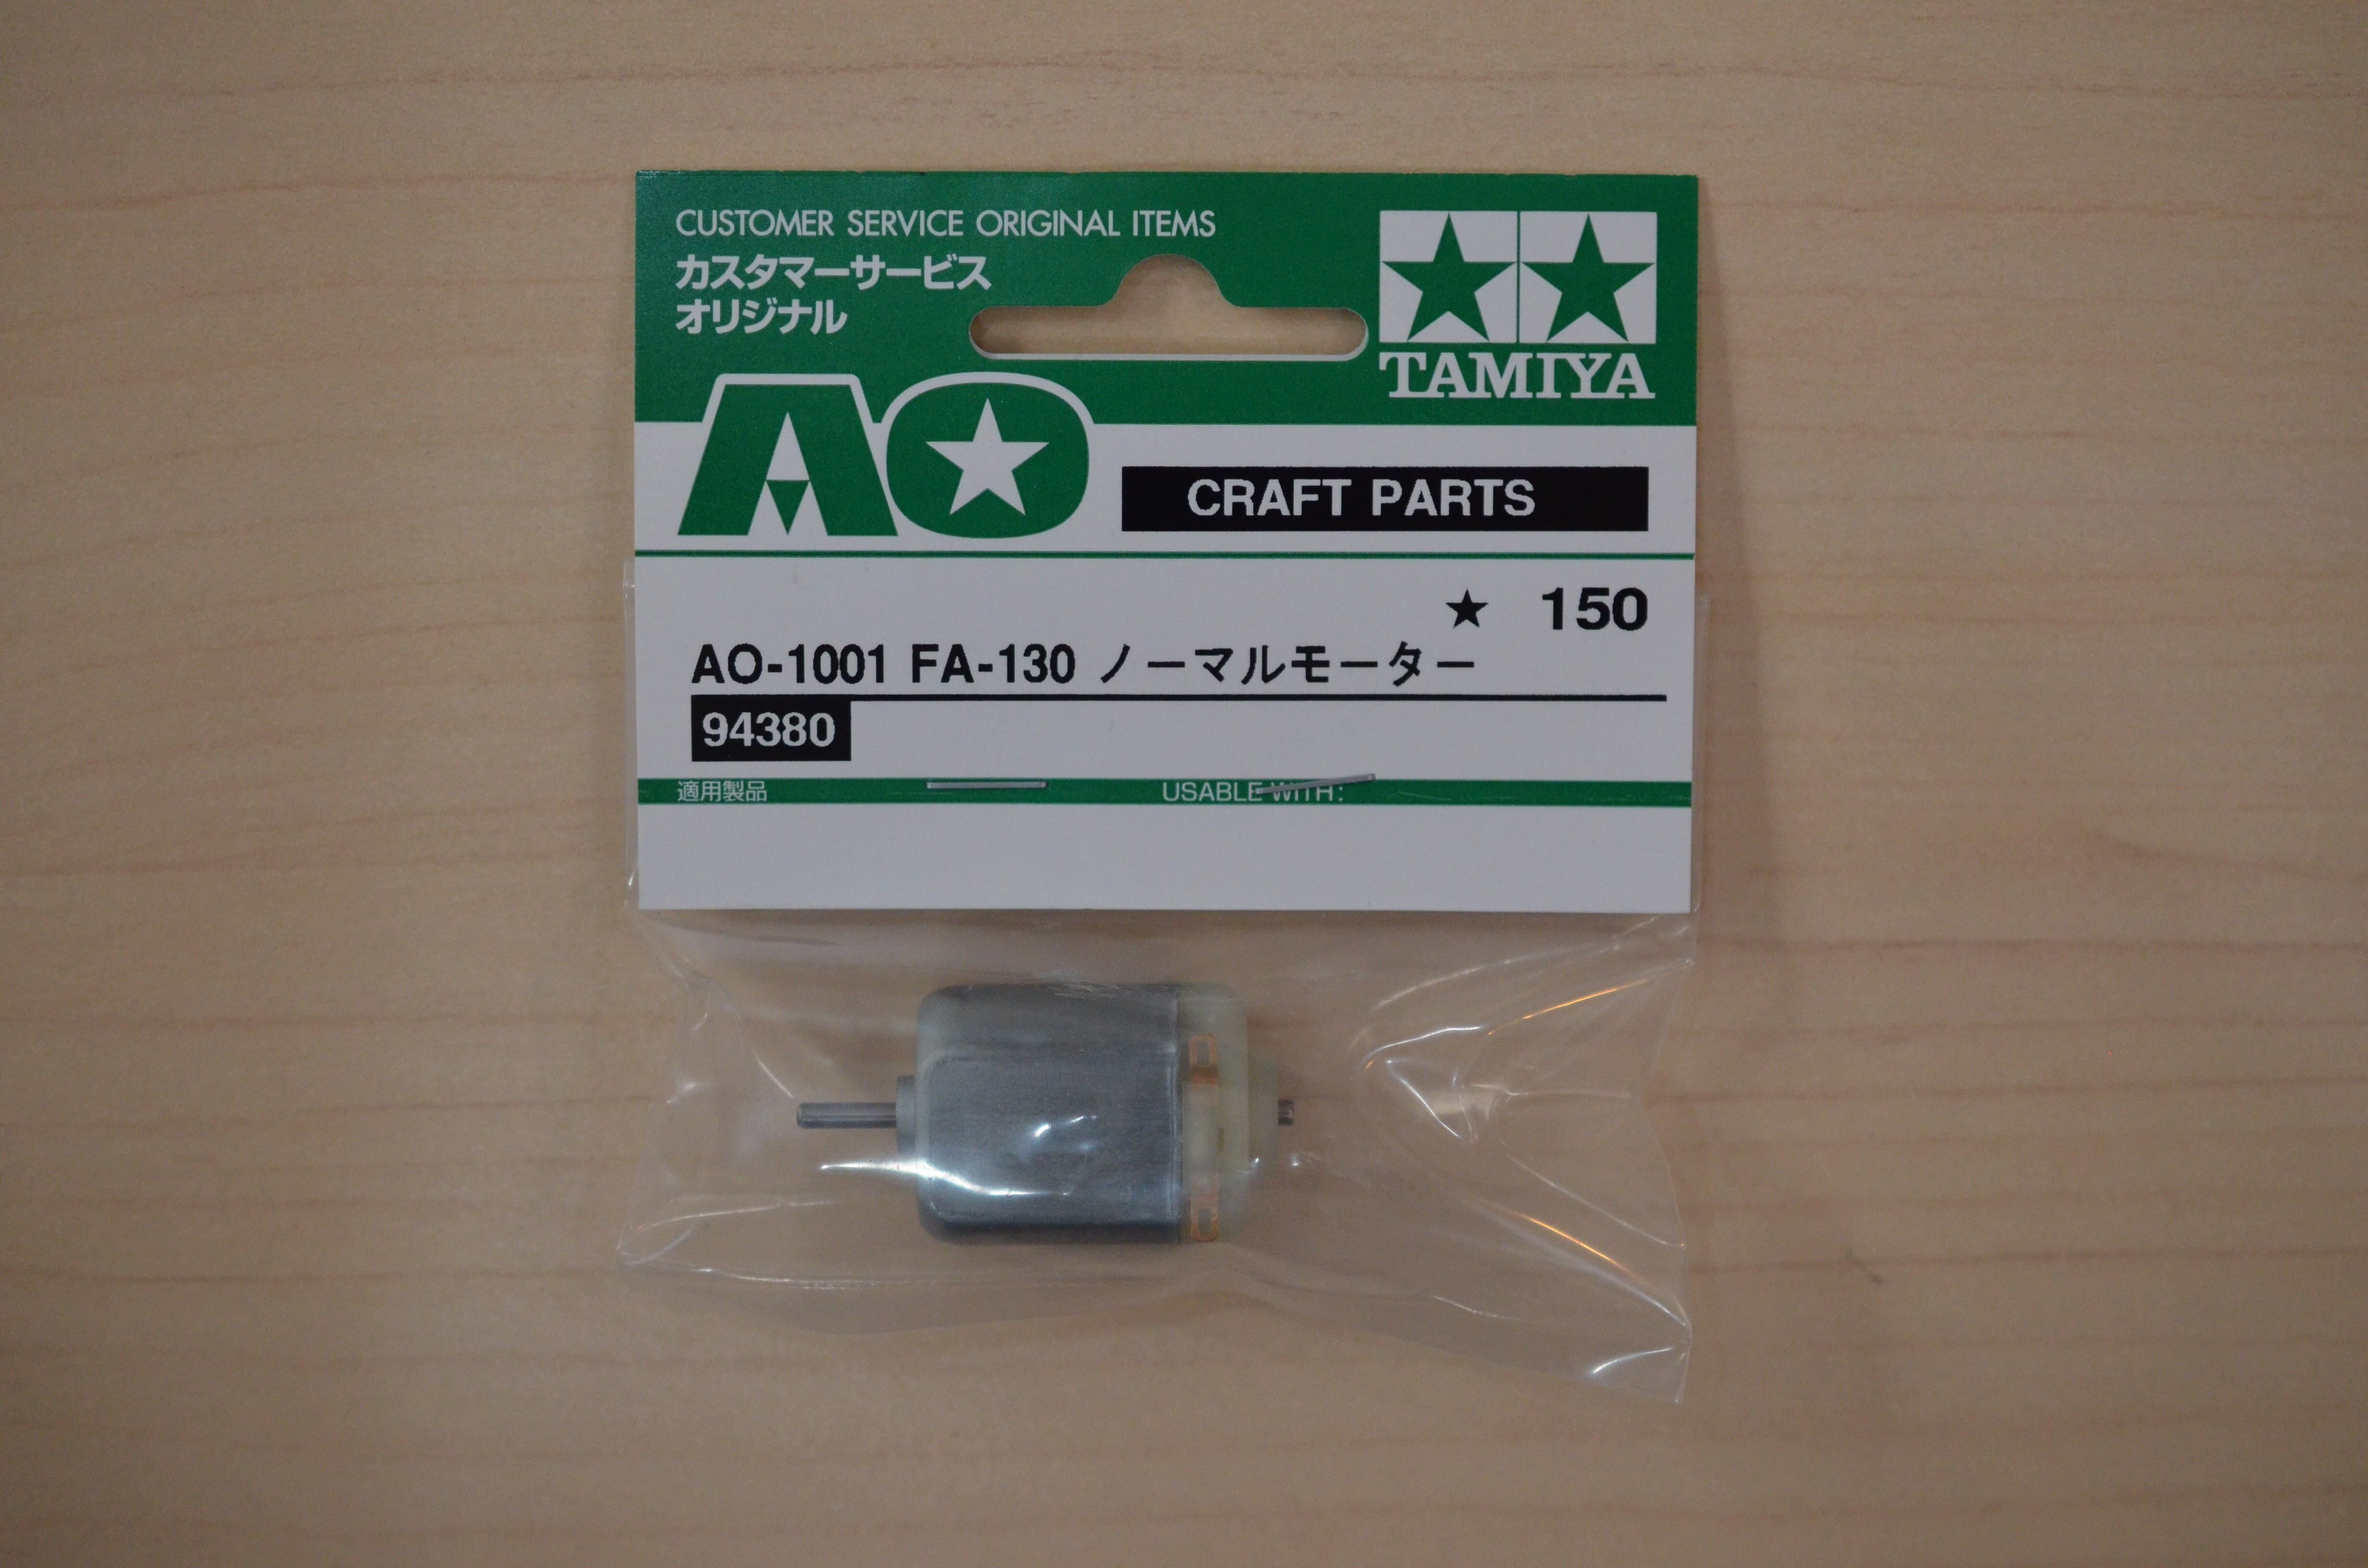 CUSTOMER SERVICE ORIGINAL ITEMS
カスタマーサービス
オリジナル
TAMIYA
AO
CRAFT PARTS
★ 150
AO-1001 FA-130 ノーマルモーター
94380
適用製品 USABLE WITH: